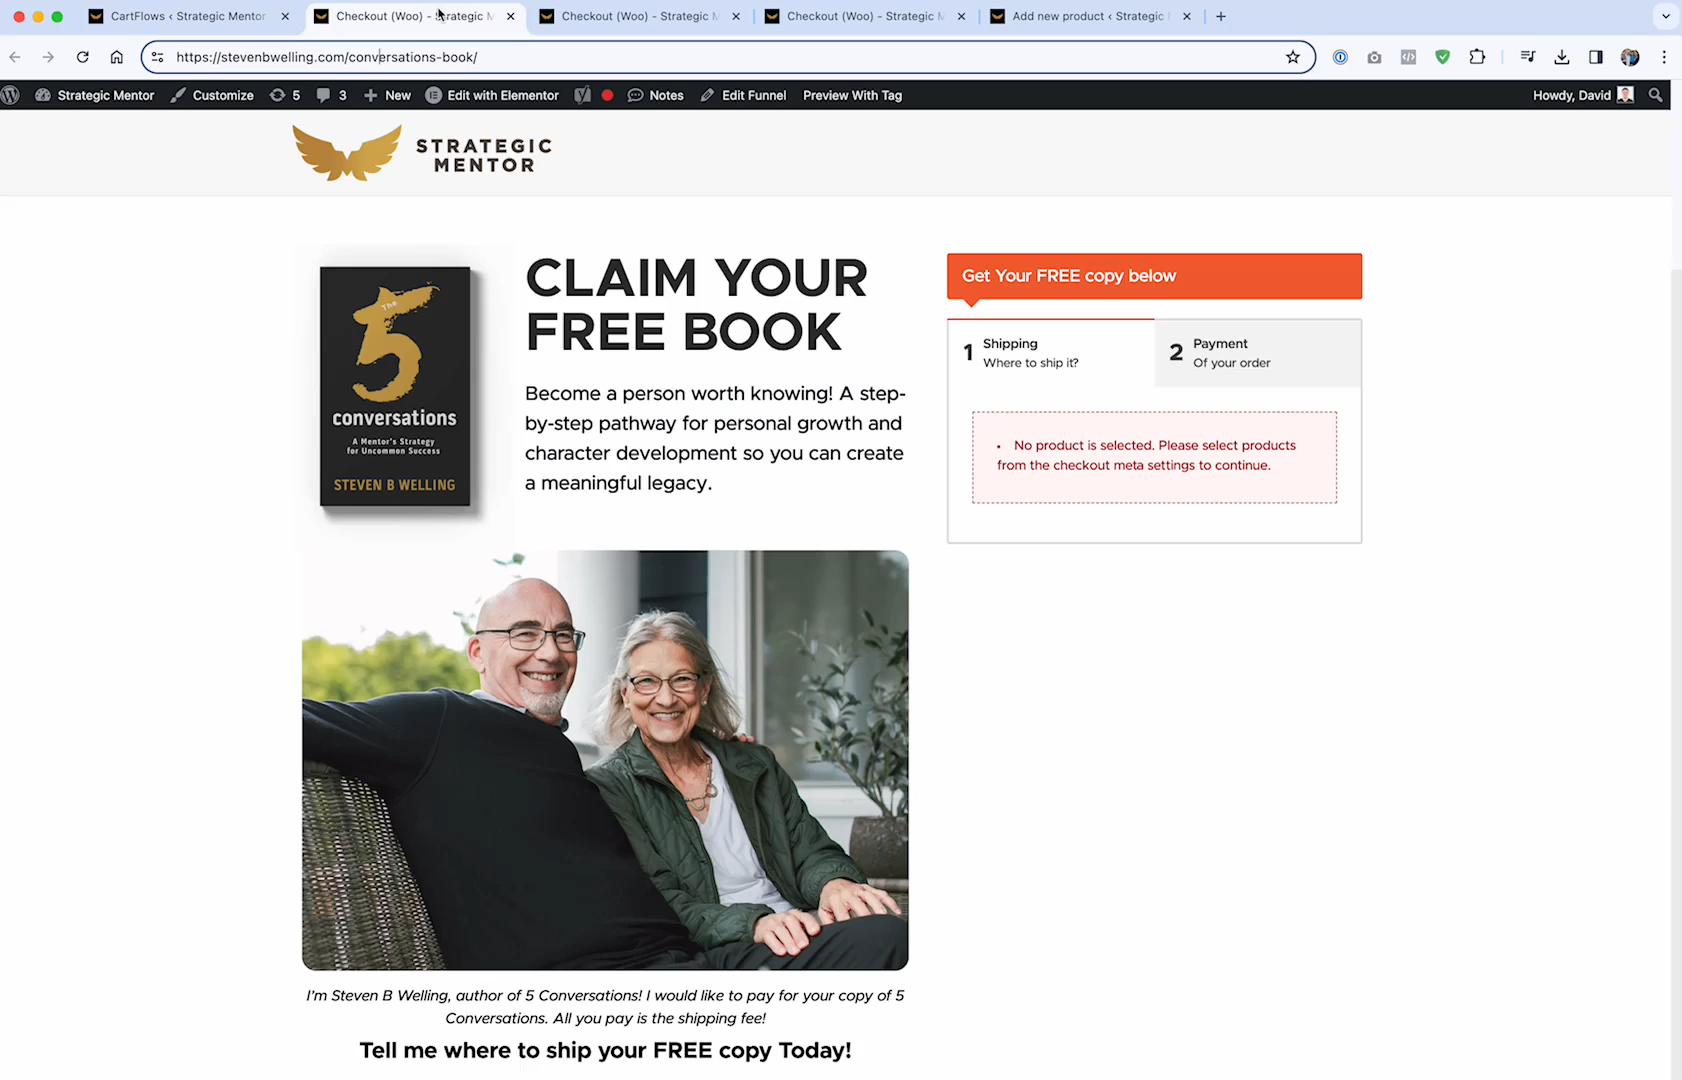 CartFlows ‹ Strategic Mentor
Checkout (Woo) - Strategic M
Checkout (Woo) - Strategic M
Checkout (Woo) - Strategic M
Add new product ‹ Strategic
https://stevenbwelling.com/conversations-book/
Strategic Mentor
Customize
5
3
New
Edit with Elementor
Notes
Edit Funnel
Preview With Tag
Howdy, David
STRATEGIC
MENTOR
The
5
conversations
A Mentor's Strategy
for Uncommon Success
STEVEN B WELLING
CLAIM YOUR
FREE BOOK
Become a person worth knowing! A step-
by-step pathway for personal growth and
character development so you can create
a meaningful legacy.
Get Your FREE copy below
1 Shipping
Where to ship it?
2 Payment
Of your order
• No product is selected. Please select products
from the checkout meta settings to continue.
I'm Steven B Welling, author of 5 Conversations! I would like to pay for your copy of 5
Conversations. All you pay is the shipping fee!
Tell me where to ship your FREE copy Today!